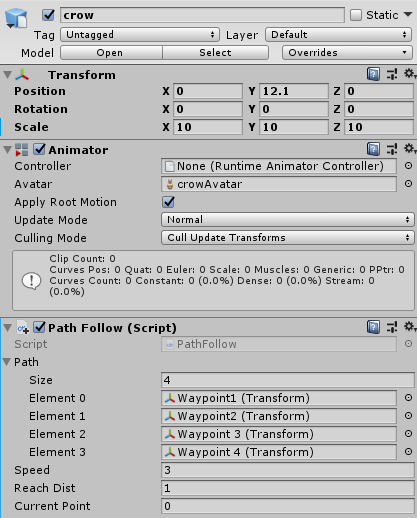 crow Static
Tag Untagged Layer Default
Model Open Select Overrides
Transform
Position X 0 Y 12.1 Z 0
Rotation X 0 Y 0 Z 0
Scale X 10 Y 10 Z 10
Animator
Controller None (Runtime Animator Controller)
Avatar crowAvatar
Apply Root Motion
Update Mode Normal
Culling Mode Cull Update Transforms
Clip Count: 0
Curves Pos: 0 Quat: 0 Euler: 0 Scale: 0 Muscles: 0 Generic: 0 PPtr: 0
Curves Count: 0 Constant: 0 (0.0%) Dense: 0 (0.0%) Stream: 0
(0.0%)
Path Follow (Script)
Script PathFollow
Path
Size 4
Element 0 Waypoint1 (Transform)
Element 1 Waypoint2 (Transform)
Element 2 Waypoint 3 (Transform)
Element 3 Waypoint 4 (Transform)
Speed 3
Reach Dist 1
Current Point 0